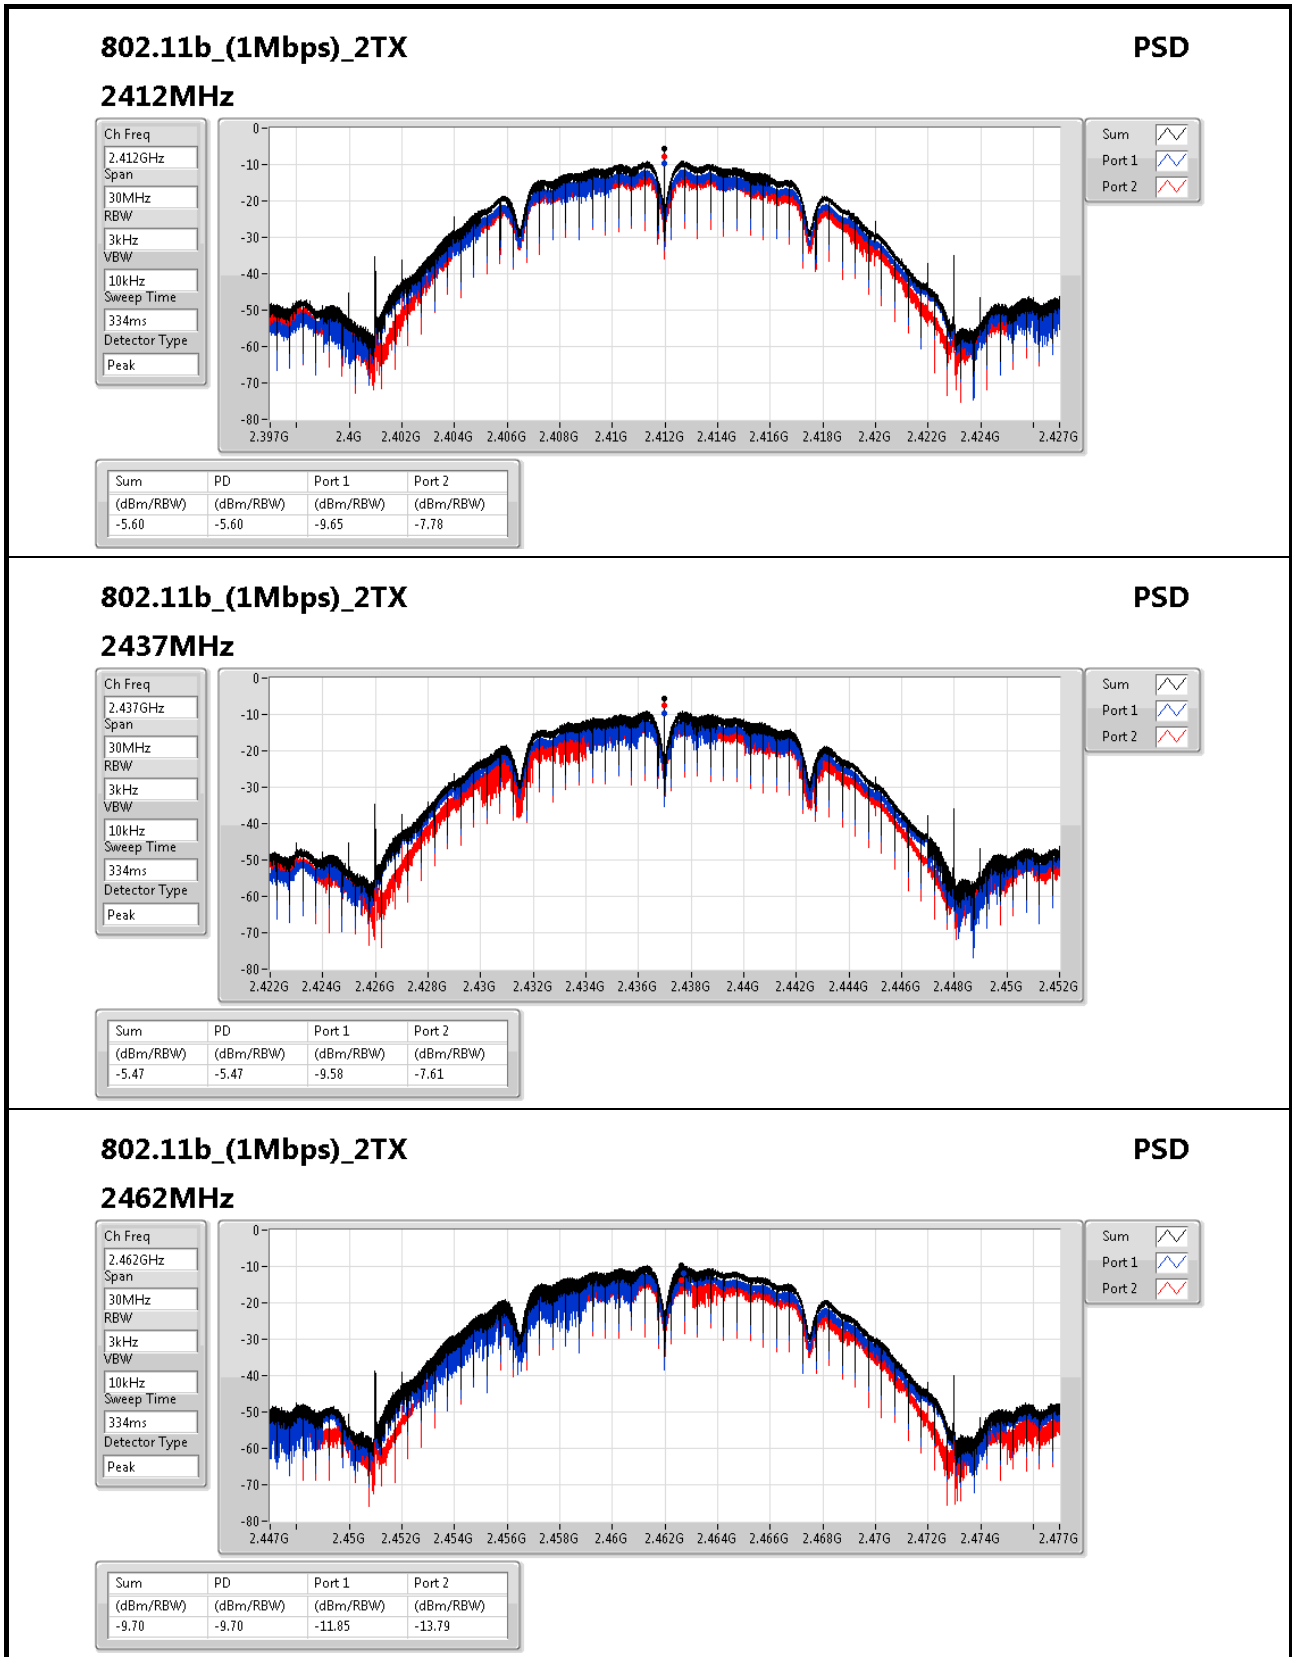 802.11b_(1Mbps)_2TX PSD
2412MHz
Ch Freq
2.412GHz
Span
30MHz
RBW
3kHz
VBW
10kHz
Sweep Time
334ms
Detector Type
Peak
0
-10
-20
-30
-40
-50
-60
-70
-80
2.397G 2.4G 2.402G 2.404G 2.406G 2.408G 2.41G 2.412G 2.414G 2.416G 2.418G 2.42G 2.422G 2.424G 2.427G
Sum
Port 1
Port 2
Sum PD Port 1 Port 2
(dBm/RBW) (dBm/RBW) (dBm/RBW) (dBm/RBW)
-5.60 -5.60 -9.65 -7.78
802.11b_(1Mbps)_2TX PSD
2437MHz
Ch Freq
2.437GHz
Span
30MHz
RBW
3kHz
VBW
10kHz
Sweep Time
334ms
Detector Type
Peak
0
-10
-20
-30
-40
-50
-60
-70
-80
2.422G 2.424G 2.426G 2.428G 2.43G 2.432G 2.434G 2.436G 2.438G 2.44G 2.442G 2.444G 2.446G 2.448G 2.45G 2.452G
Sum
Port 1
Port 2
Sum PD Port 1 Port 2
(dBm/RBW) (dBm/RBW) (dBm/RBW) (dBm/RBW)
-5.47 -5.47 -9.58 -7.61
802.11b_(1Mbps)_2TX PSD
2462MHz
Ch Freq
2.462GHz
Span
30MHz
RBW
3kHz
VBW
10kHz
Sweep Time
334ms
Detector Type
Peak
0
-10
-20
-30
-40
-50
-60
-70
-80
2.447G 2.45G 2.452G 2.454G 2.456G 2.458G 2.46G 2.462G 2.464G 2.466G 2.468G 2.47G 2.472G 2.474G 2.477G
Sum
Port 1
Port 2
Sum PD Port 1 Port 2
(dBm/RBW) (dBm/RBW) (dBm/RBW) (dBm/RBW)
-9.70 -9.70 -11.85 -13.79